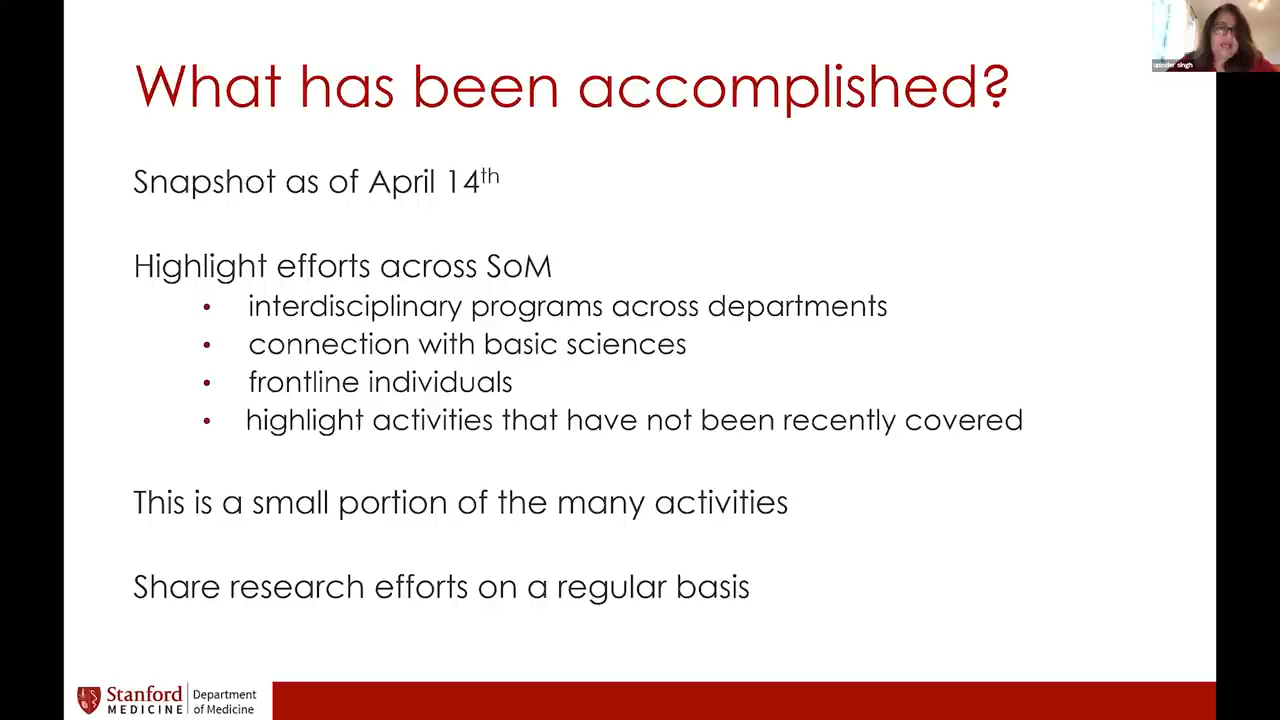 What has been accomplished?
upinder singh
Snapshot as of April 14th
Highlight efforts across SoM
• interdisciplinary programs across departments
• connection with basic sciences
• frontline individuals
• highlight activities that have not been recently covered
This is a small portion of the many activities
Share research efforts on a regular basis
Stanford
MEDICINE
Department
of Medicine